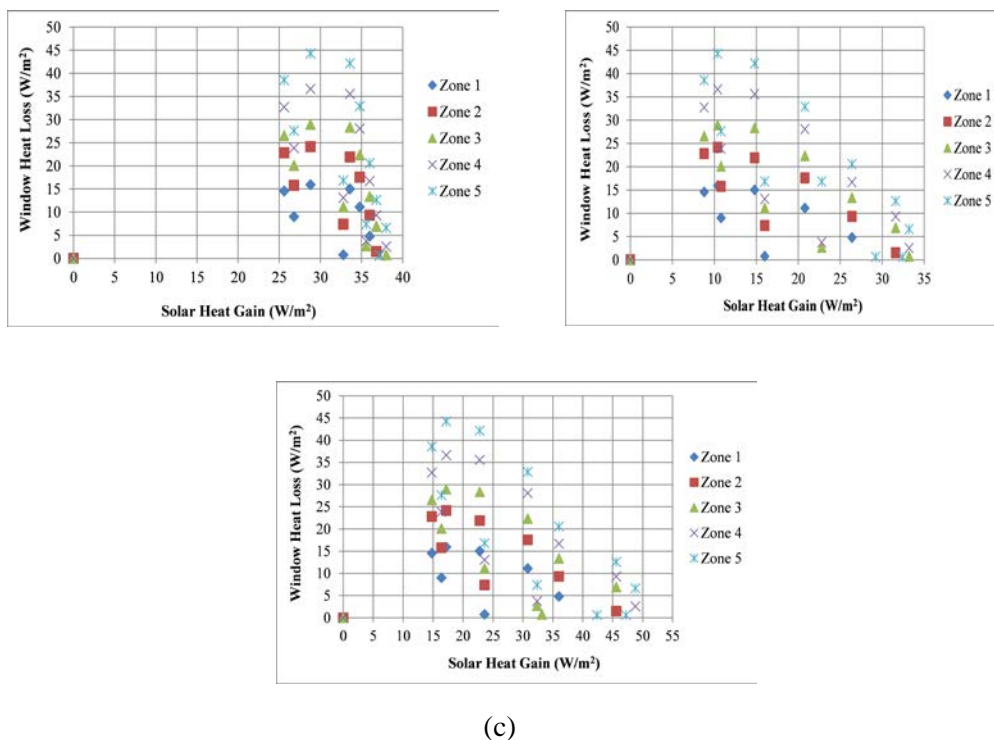 50
45
40
35
30
25
20
15
10
5
0
Window Heat Loss (W/m²)
0 5 10 15 20 25 30 35 40
Solar Heat Gain (W/m²)
Zone 1
Zone 2
Zone 3
Zone 4
Zone 5
50
45
40
35
30
25
20
15
10
5
0
Window Heat Loss (W/m²)
0 5 10 15 20 25 30 35
Solar Heat Gain (W/m²)
Zone 1
Zone 2
Zone 3
Zone 4
Zone 5
50
45
40
35
30
25
20
15
10
5
0
Window Heat Loss (W/m²)
0 5 10 15 20 25 30 35 40 45 50 55
Solar Heat Gain (W/m²)
Zone 1
Zone 2
Zone 3
Zone 4
Zone 5
(c)